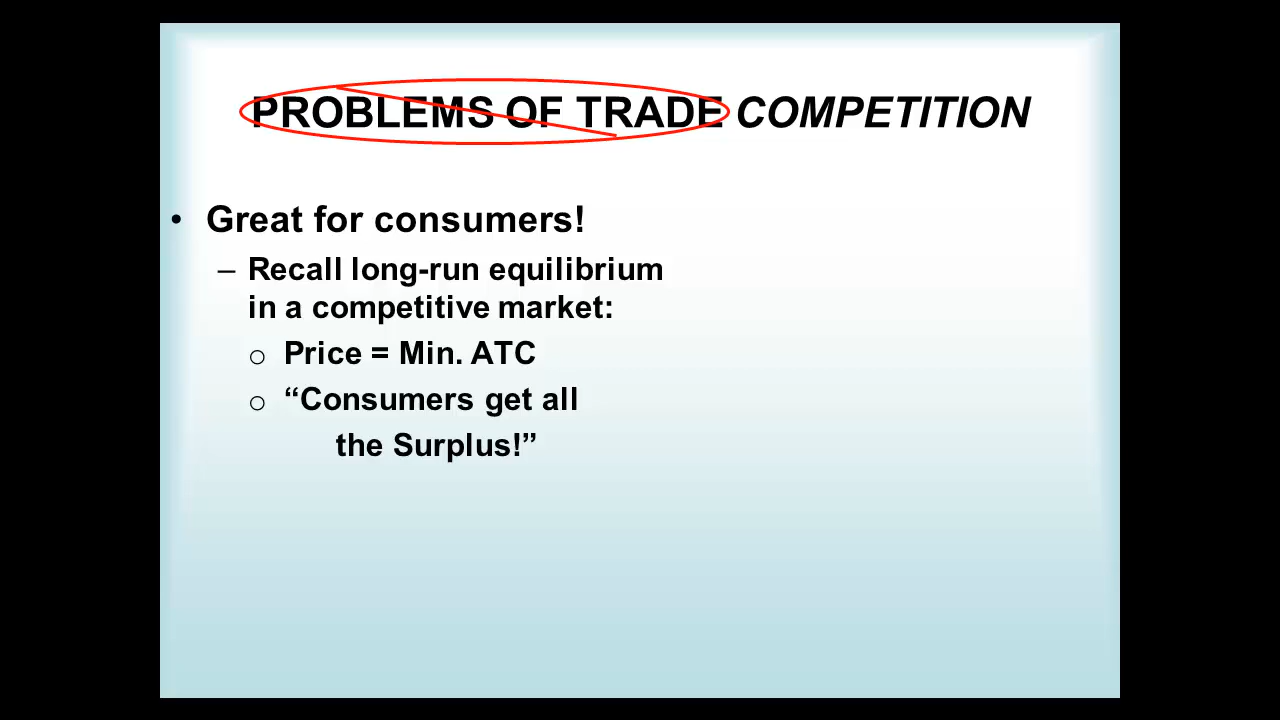 PROBLEMS OF TRADE COMPETITION
• Great for consumers!
– Recall long-run equilibrium
in a competitive market:
o Price = Min. ATC
o “Consumers get all
the Surplus!”